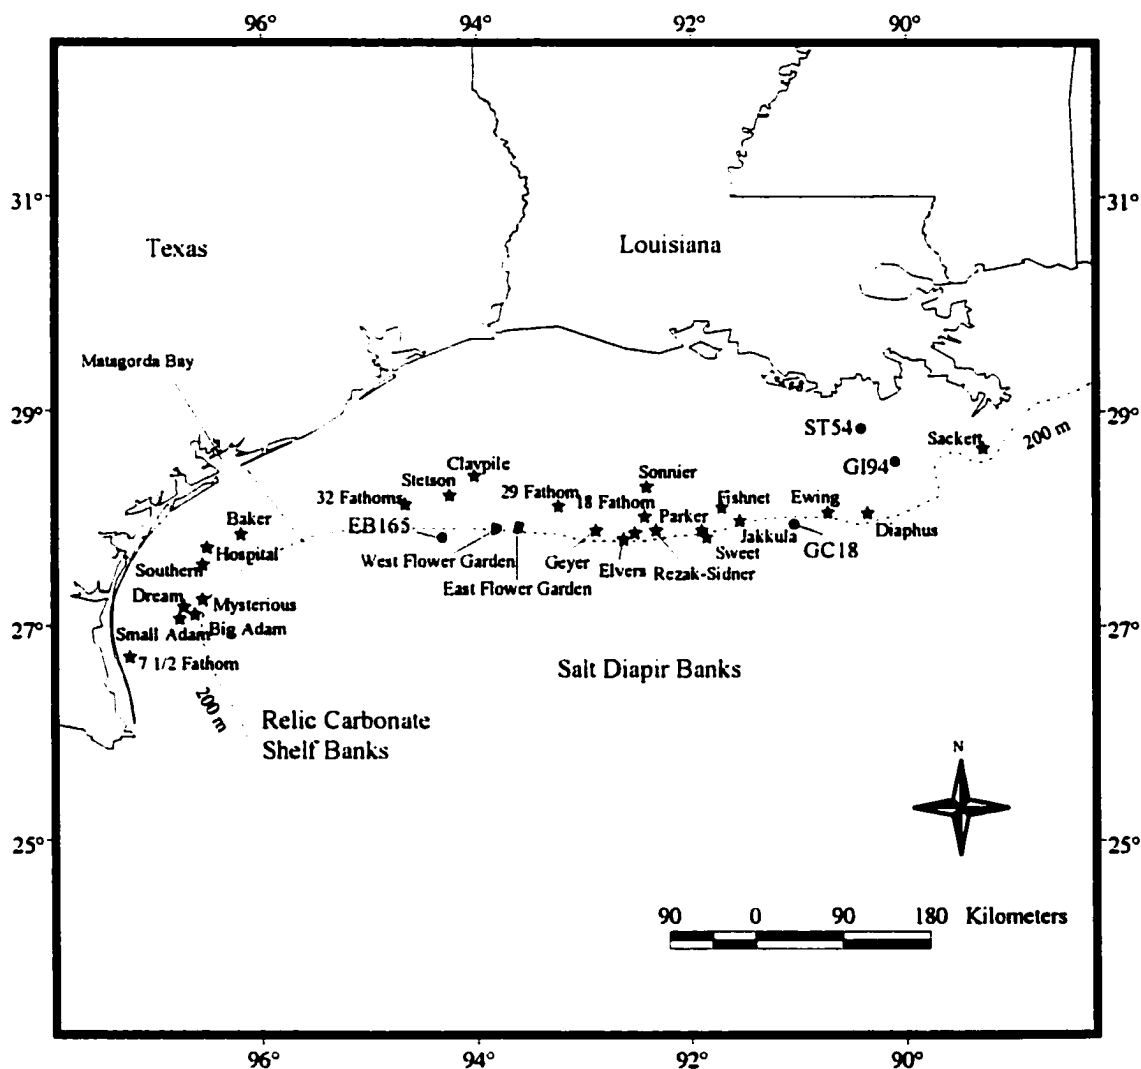 96°
94°
92°
90°
31°
31°
Texas
Louisiana
Matagorda Bay
29°
29°
ST54
Sackett
200 m
GI94
Claypile
Stetson
Sonnier
32 Fathoms
29 Fathom
18 Fathom
Fishnet
Ewing
EB165
Baker
Parker
Diaphus
Hospital
West Flower Garden
Geyer
Jakkula
GC18
Sweet
Southern
East Flower Garden
Elvers
Rezak-Sidner
Dream
Mysterious
27°
27°
Small Adam
Big Adam
7 1/2 Fathom
Salt Diapir Banks
200 m
Relic Carbonate
Shelf Banks
N
25°
25°
90
0
90
180
Kilometers
96°
94°
92°
90°